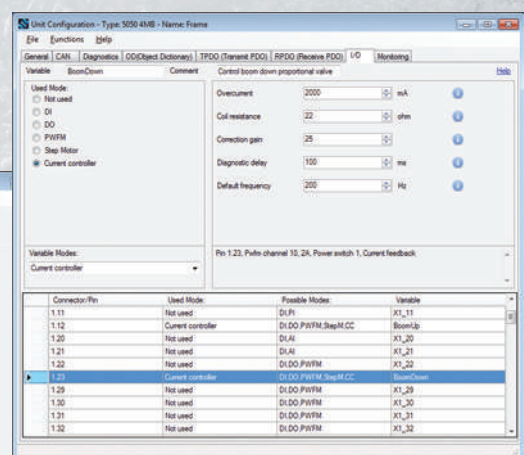 Unit Configuration - Type: 5050 4MB - Name: Frame
File Functions Help
General CAN Diagnostics OD(Object Dictionary) TPDO (Transmit PDO) RPDO (Receive PDO) I/O Monitoring
Variable BoomDown Comment Control boom down proportional valve Help
Used Mode:
Not used
DI
DO
PWFM
Step Motor
Current controller
Overcurrent 2000 mA
Coil resistance 22 ohm
Correction gain 25
Diagnostic delay 100 ms
Default frequency 200 Hz
Variable Modes:
Current controller
Pin 1.23, Pwfm channel 10, 2A, Power switch 1, Current feedback
Connector/Pin Used Mode: Possible Modes: Variable
1.11 Not used DI,PI X1_11
1.12 Current controller DI,DO,PWFM,StepM,CC BoomUp
1.20 Not used DI,AI X1_20
1.21 Not used DI,AI X1_21
1.22 Not used DI,DO,PWFM X1_22
1.23 Current controller DI,DO,PWFM,StepM,CC BoomDown
1.29 Not used DI,DO,PWFM X1_29
1.30 Not used DI,DO,PWFM X1_30
1.31 Not used DI,DO,PWFM X1_31
1.32 Not used DI,DO,PWFM X1_32